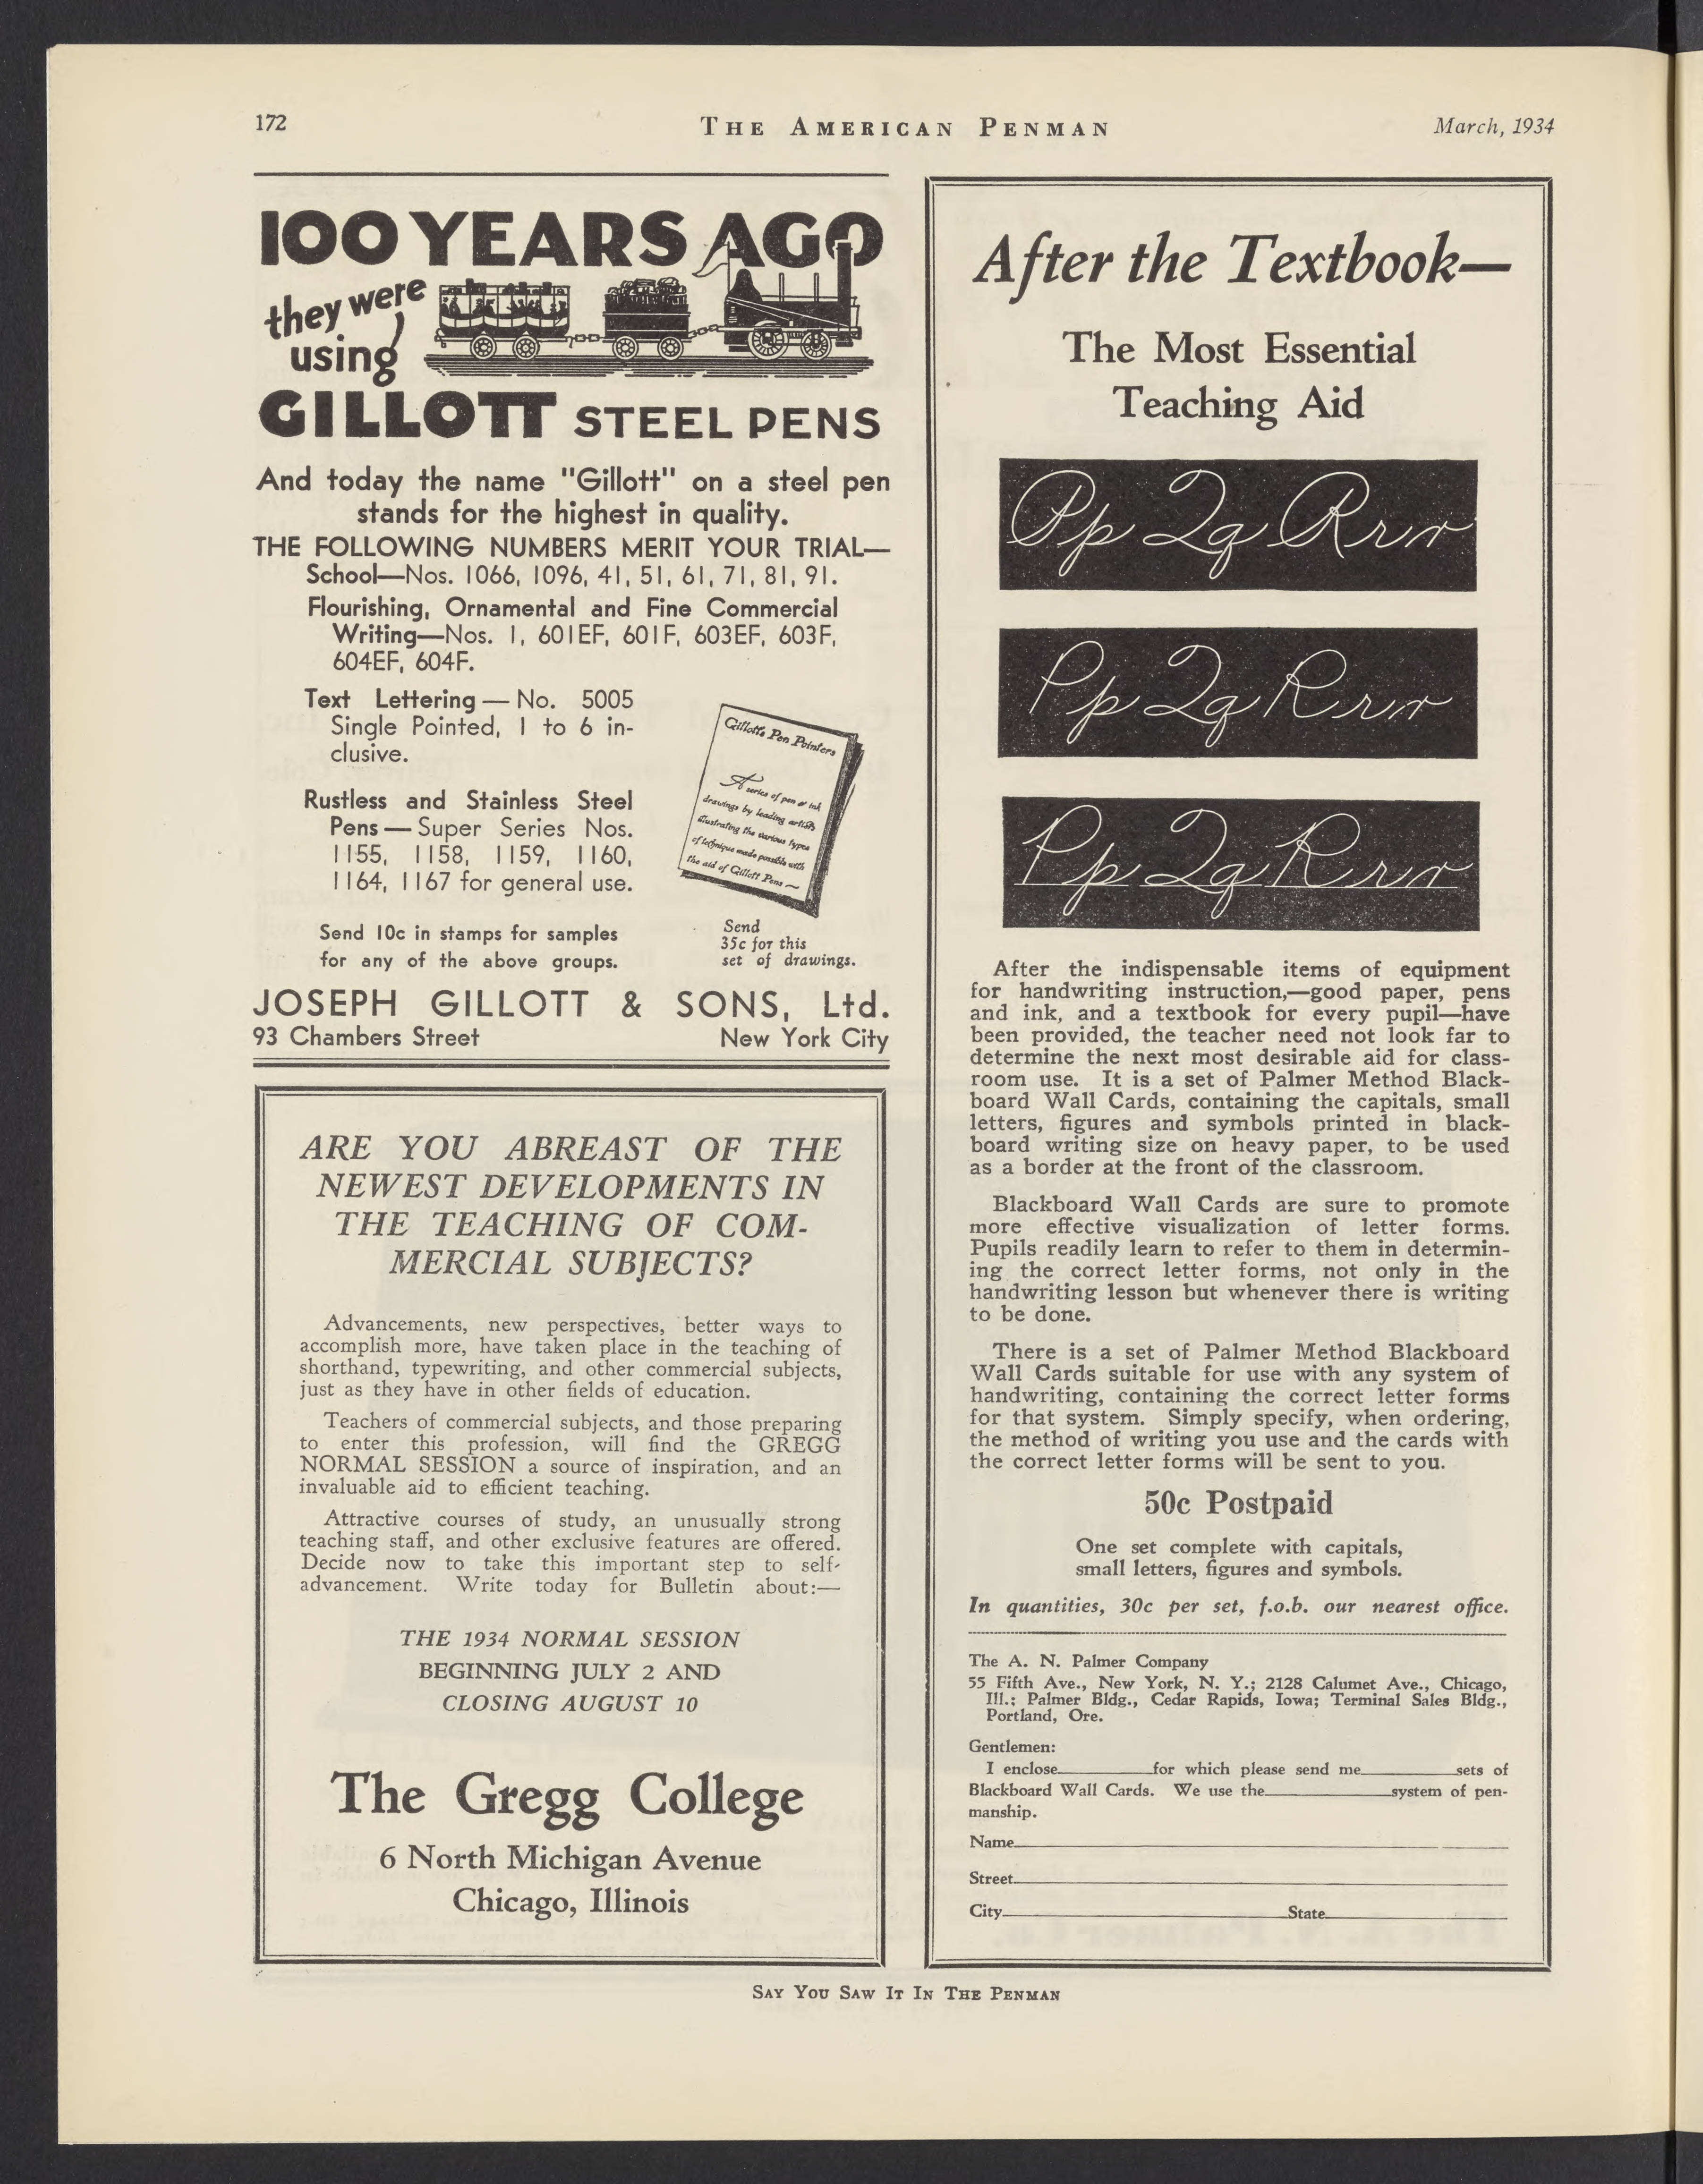 172
THE AMERICAN PENMAN
March, 1934
100 YEARS AGO
they were
using
GILLOTT STEEL PENS
And today the name "Gillott" on a steel pen
stands for the highest in quality.
THE FOLLOWING NUMBERS MERIT YOUR TRIAL—
School—Nos. 1066, 1096, 41, 51, 61, 71, 81, 91.
Flourishing, Ornamental and Fine Commercial
Writing—Nos. 1, 601EF, 601F, 603EF, 603F,
604EF, 604F.
Text Lettering — No. 5005
Single Pointed, 1 to 6 in-
clusive.
Rustless and Stainless Steel
Pens — Super Series Nos.
1155, 1158, 1159, 1160,
1164, 1167 for general use.
Send 10c in stamps for samples
for any of the above groups.
Gillott's Pen Pointers
A series of pen or ink
drawings by leading artists
illustrating the various types
of technique made possible with
the aid of Gillott Pens —
Send
35c for this
set of drawings.
JOSEPH GILLOTT & SONS, Ltd.
93 Chambers Street New York City
ARE YOU ABREAST OF THE
NEWEST DEVELOPMENTS IN
THE TEACHING OF COM-
MERCIAL SUBJECTS?
Advancements, new perspectives, better ways to
accomplish more, have taken place in the teaching of
shorthand, typewriting, and other commercial subjects,
just as they have in other fields of education.
Teachers of commercial subjects, and those preparing
to enter this profession, will find the GREGG
NORMAL SESSION a source of inspiration, and an
invaluable aid to efficient teaching.
Attractive courses of study, an unusually strong
teaching staff, and other exclusive features are offered.
Decide now to take this important step to self-
advancement. Write today for Bulletin about:—
THE 1934 NORMAL SESSION
BEGINNING JULY 2 AND
CLOSING AUGUST 10
The Gregg College
6 North Michigan Avenue
Chicago, Illinois
After the Textbook—
The Most Essential
Teaching Aid
Pp Qq Rrrr
Pp Qq Rrrr
Pp Qq Rrrr
After the indispensable items of equipment
for handwriting instruction,—good paper, pens
and ink, and a textbook for every pupil—have
been provided, the teacher need not look far to
determine the next most desirable aid for class-
room use. It is a set of Palmer Method Black-
board Wall Cards, containing the capitals, small
letters, figures and symbols printed in black-
board writing size on heavy paper, to be used
as a border at the front of the classroom.
Blackboard Wall Cards are sure to promote
more effective visualization of letter forms.
Pupils readily learn to refer to them in determin-
ing the correct letter forms, not only in the
handwriting lesson but whenever there is writing
to be done.
There is a set of Palmer Method Blackboard
Wall Cards suitable for use with any system of
handwriting, containing the correct letter forms
for that system. Simply specify, when ordering,
the method of writing you use and the cards with
the correct letter forms will be sent to you.
50c Postpaid
One set complete with capitals,
small letters, figures and symbols.
In quantities, 30c per set, f.o.b. our nearest office.
The A. N. Palmer Company
55 Fifth Ave., New York, N. Y.; 2128 Calumet Ave., Chicago,
Ill.; Palmer Bldg., Cedar Rapids, Iowa; Terminal Sales Bldg.,
Portland, Ore.
Gentlemen:
I enclose____for which please send me____sets of
Blackboard Wall Cards. We use the____system of pen-
manship.
Name____
Street____
City____State____
SAY YOU SAW IT IN THE PENMAN